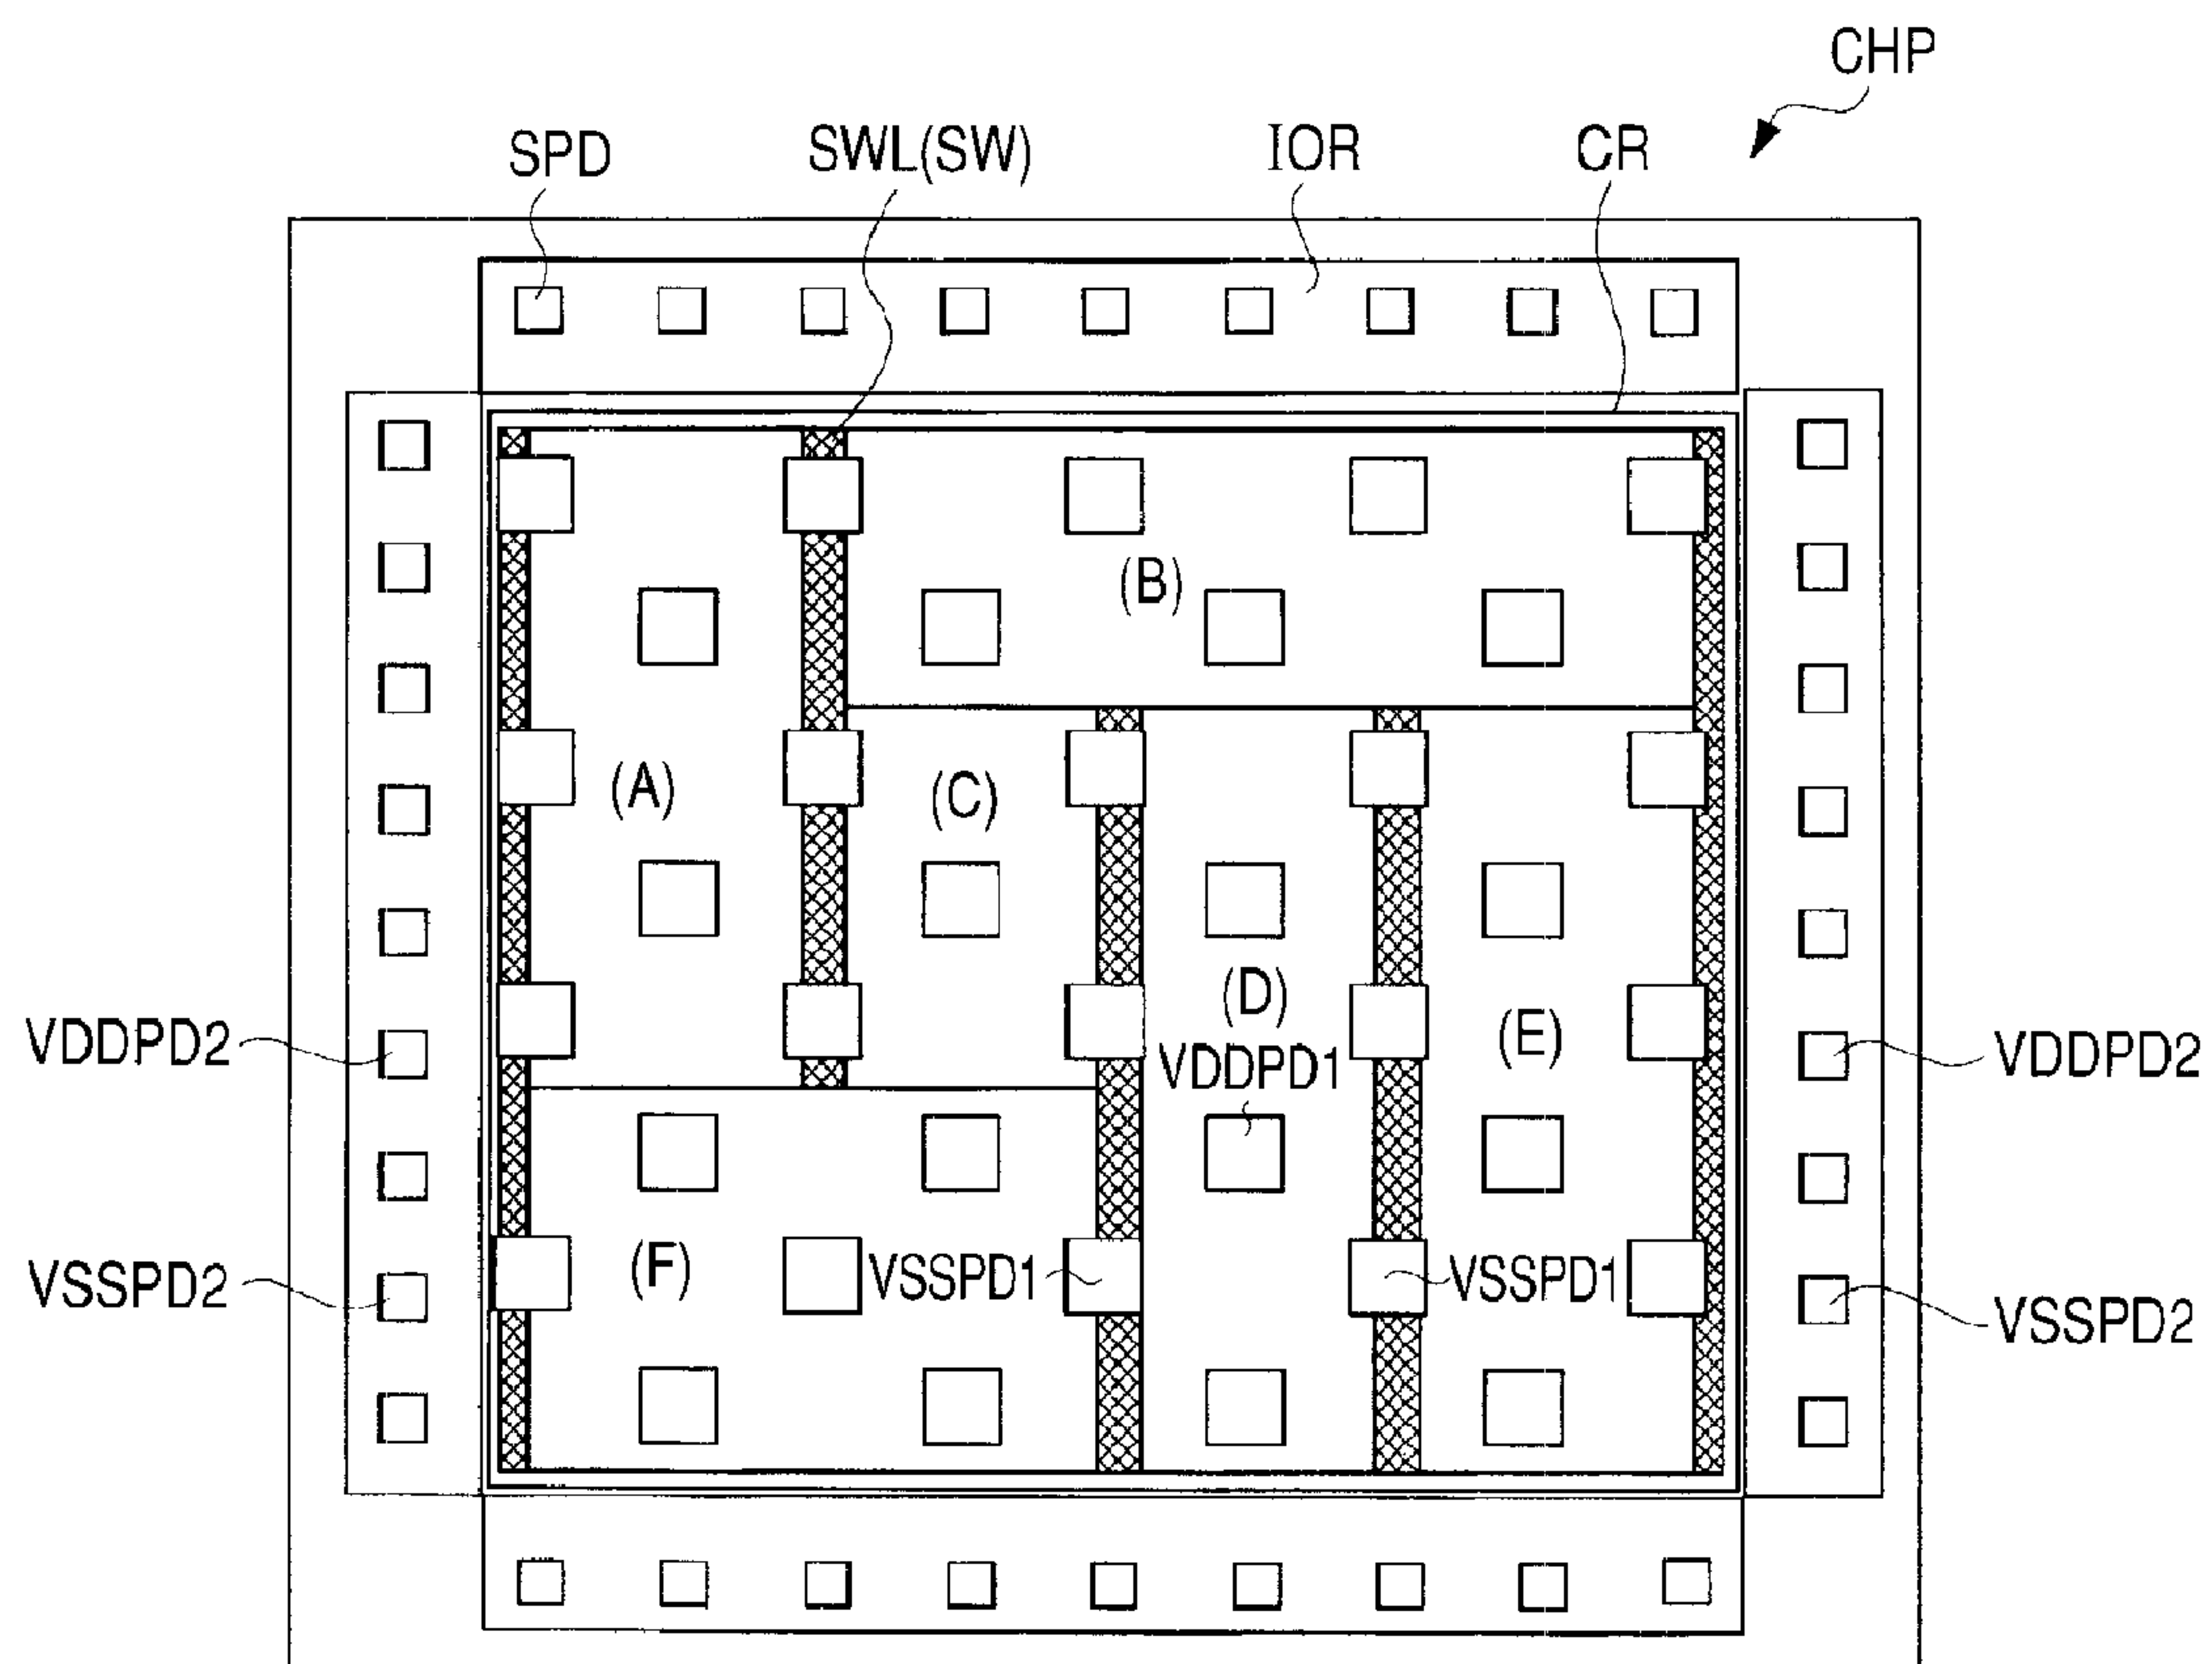 CHP
SPD
SWL(SW)
IOR
CR
(B)
(A)
(C)
(D)
(E)
VDDPD2
VDDPD1
VDDPD2
(F)
VSSPD1
VSSPD1
VSSPD2
VSSPD2